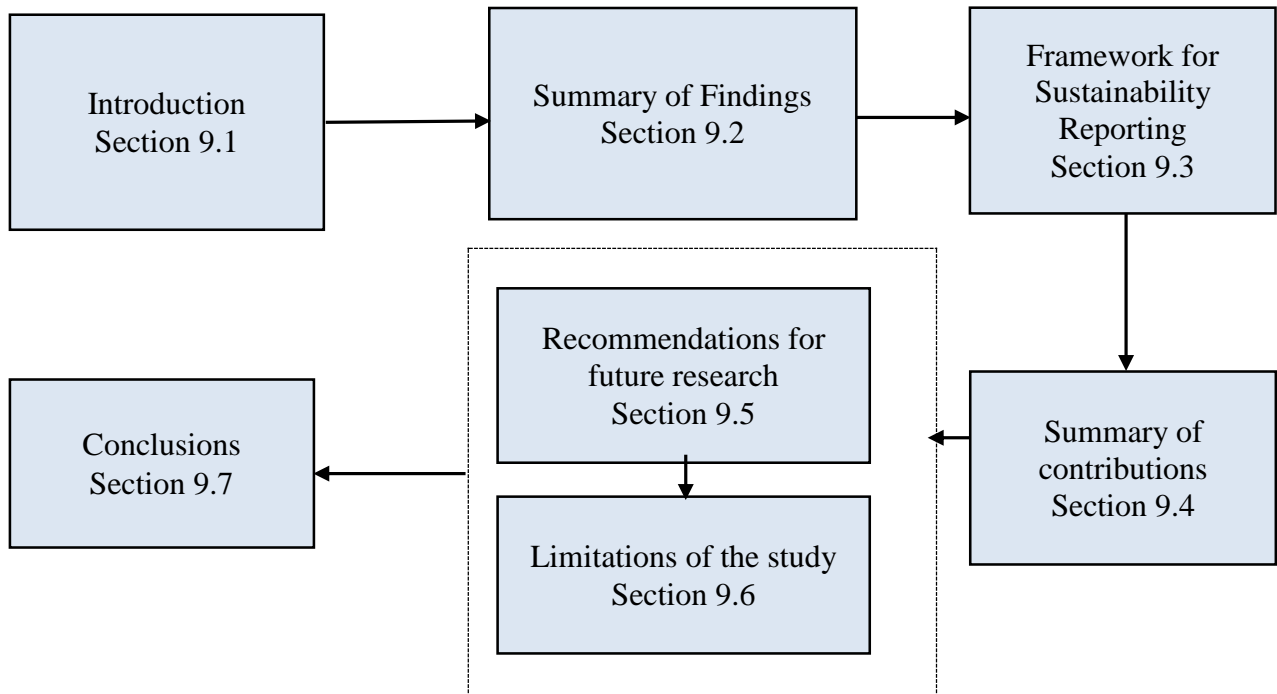 Introduction
Section 9.1
Summary of Findings
Section 9.2
Framework for
Sustainability
Reporting
Section 9.3
Summary of
contributions
Section 9.4
Recommendations for
future research
Section 9.5
Limitations of the study
Section 9.6
Conclusions
Section 9.7